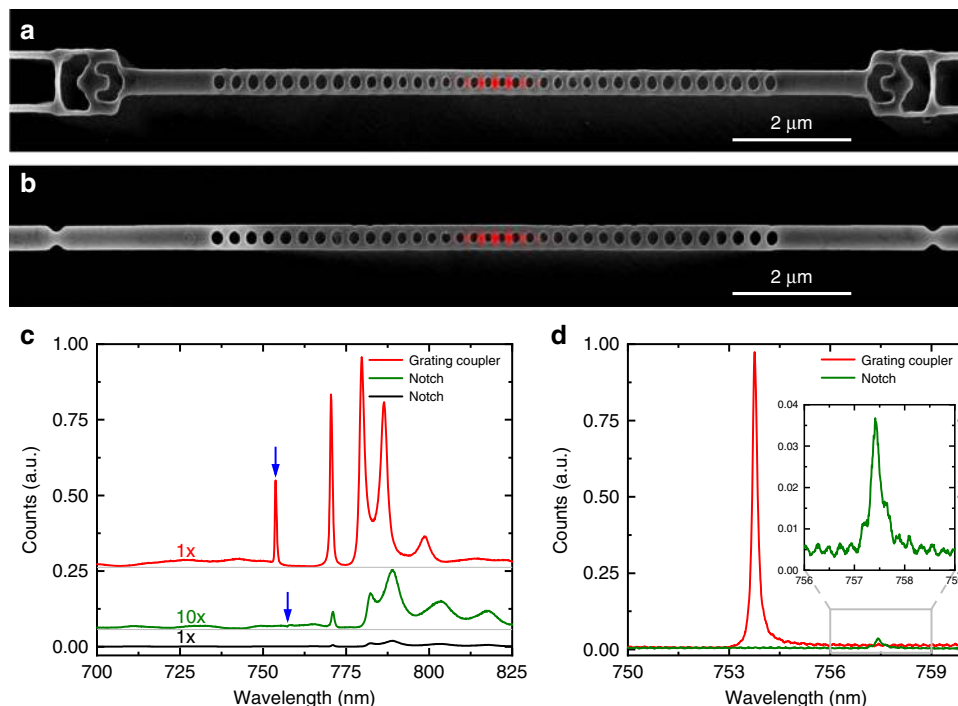 a
2 μm
b
2 μm
c
1.00
0.75
0.50
0.25
0.00
Counts (a.u.)
Grating coupler
Notch
Notch
1x
10x
1x
700
725
750
775
800
825
Wavelength (nm)
d
1.00
0.75
0.50
0.25
0.00
Counts (a.u.)
Grating coupler
Notch
0.04
0.03
0.02
0.01
0.00
756
757
758
750
753
756
759
Wavelength (nm)